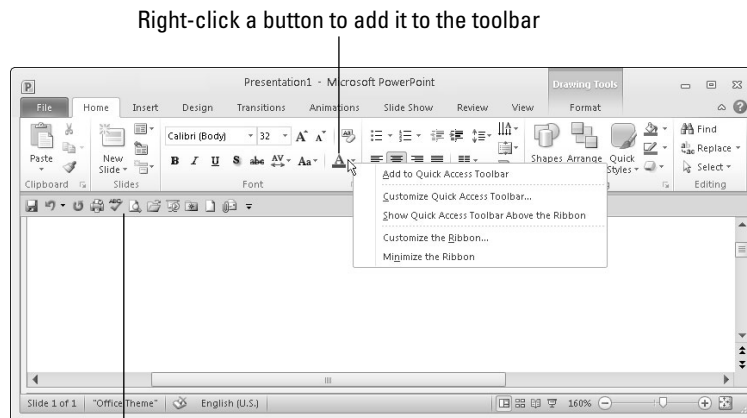 Right-click a button to add it to the toolbar
P
Presentation1 - Microsoft PowerPoint
Drawing Tools
File Home Insert Design Transitions Animations Slide Show Review View Format
Calibri (Body) 32 A A
Find
Replace
Paste
New
Slide
B I U S abc AV Aa A
Shapes Arrange Quick
Styles
Select
Clipboard Slides Font Editing
Add to Quick Access Toolbar
Customize Quick Access Toolbar...
Show Quick Access Toolbar Above the Ribbon
Customize the Ribbon...
Minimize the Ribbon
Slide 1 of 1 "Office Theme" English (U.S.) 160%